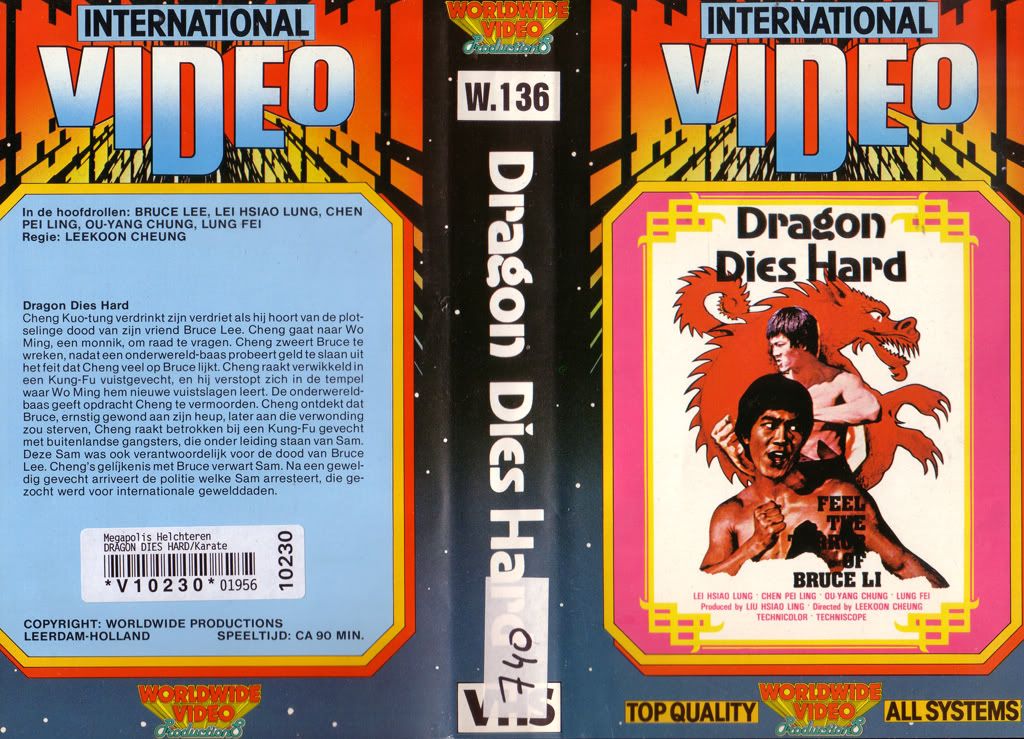 INTERNATIONAL
VIDEO
In de hoofdrollen: BRUCE LEE, LEI HSIAO LUNG, CHEN
PEI LING, OU-YANG CHUNG, LUNG FEI
Regie: LEEKOON CHEUNG
Dragon Dies Hard
Cheng Kuo-tung verdrinkt zijn verdriet als hij hoort van de plot-
selinge dood van zijn vriend Bruce Lee. Cheng gaat naar Wo
Ming, een monnik, om raad te vragen. Cheng zweert Bruce te
wreken, nadat een onderwereld-baas probeert geld te slaan uit
het feit dat Cheng veel op Bruce lijkt. Cheng raakt verwikkeld in
een Kung-Fu vuistgevecht, en hij verstopt zich in de tempel
waar Wo Ming hem nieuwe vuistslagen leert. De onderwereld-
baas geeft opdracht Cheng te vermoorden. Cheng ontdekt dat
Bruce, ernstig gewond aan zijn heup, later aan die verwonding
zou sterven, Cheng raakt betrokken bij een Kung-Fu gevecht
met buitenlandse gangsters, die onder leiding staan van Sam.
Deze Sam was ook verantwoordelijk voor de dood van Bruce
Lee. Cheng's gelijkenis met Bruce verwart Sam. Na een gewel-
dig gevecht arriveert de politie welke Sam arresteert, die ge-
zocht werd voor internationale gewelddaden.
Megapolis Helchteren
DRAGON DIES HARD/Karate
*V10230*01956
10230
COPYRIGHT: WORLDWIDE PRODUCTIONS
LEERDAM-HOLLAND SPEELTIJD: CA 90 MIN.
WORLDWIDE
VIDEO
Productions
WORLDWIDE
VIDEO
Productions
W.136
Dragon Dies Hard
047
VHS
INTERNATIONAL
VIDEO
Dragon
Dies Hard
FEEL
THE
OF
BRUCE LI
LEI HSIAO LUNG · CHEN PEI LING · OU YANG CHUNG · LUNG FEI
Produced by LIU HSIAO LING · Directed by LEEKOON CHEUNG
TECHNICOLOR · TECHNISCOPE
TOP QUALITY
WORLDWIDE
VIDEO
Productions
ALL SYSTEMS